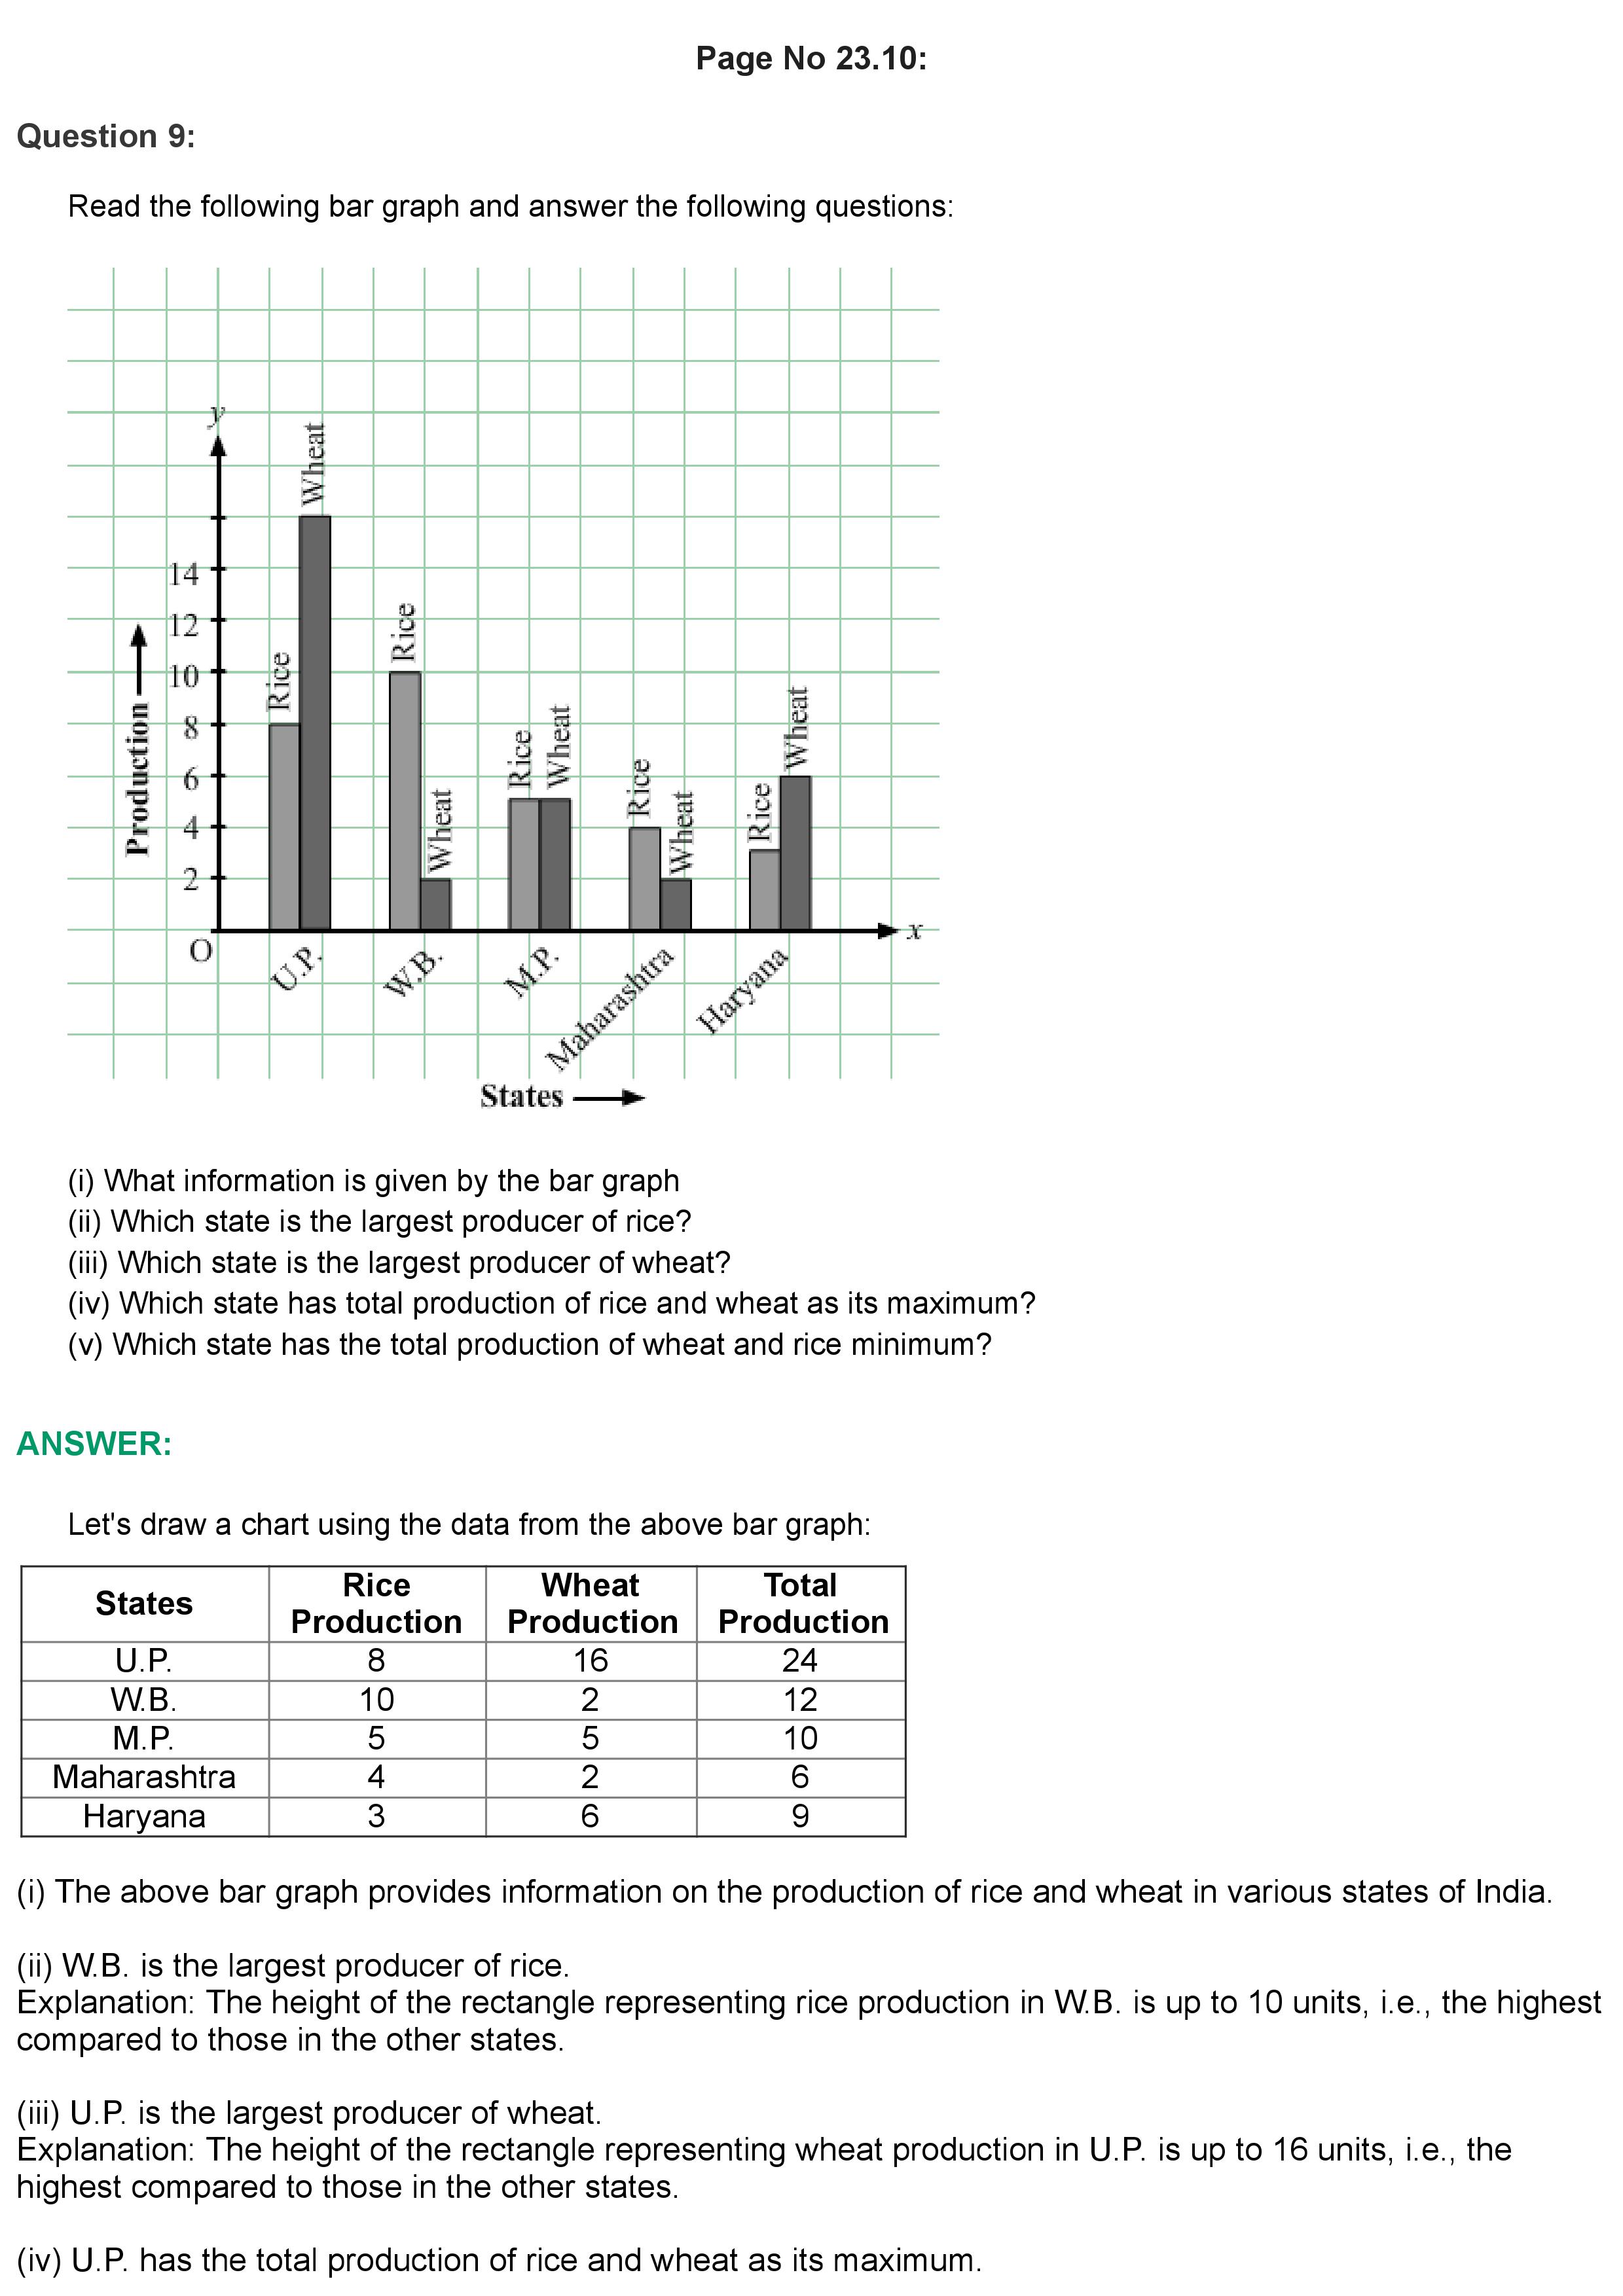 Page No 23.10:
Question 9:
Read the following bar graph and answer the following questions:
y
Wheat
14
12
10
8
6
4
2
O
Production
Rice
Rice
Wheat
Rice
Wheat
Rice
Wheat
Rice
Wheat
x
U.P.
W.B.
M.P.
Maharashtra
Haryana
States
(i) What information is given by the bar graph
(ii) Which state is the largest producer of rice?
(iii) Which state is the largest producer of wheat?
(iv) Which state has total production of rice and wheat as its maximum?
(v) Which state has the total production of wheat and rice minimum?
ANSWER:
Let's draw a chart using the data from the above bar graph:
States Rice Production Wheat Production Total Production
U.P. 8 16 24
W.B. 10 2 12
M.P. 5 5 10
Maharashtra 4 2 6
Haryana 3 6 9
(i) The above bar graph provides information on the production of rice and wheat in various states of India.
(ii) W.B. is the largest producer of rice.
Explanation: The height of the rectangle representing rice production in W.B. is up to 10 units, i.e., the highest
compared to those in the other states.
(iii) U.P. is the largest producer of wheat.
Explanation: The height of the rectangle representing wheat production in U.P. is up to 16 units, i.e., the
highest compared to those in the other states.
(iv) U.P. has the total production of rice and wheat as its maximum.